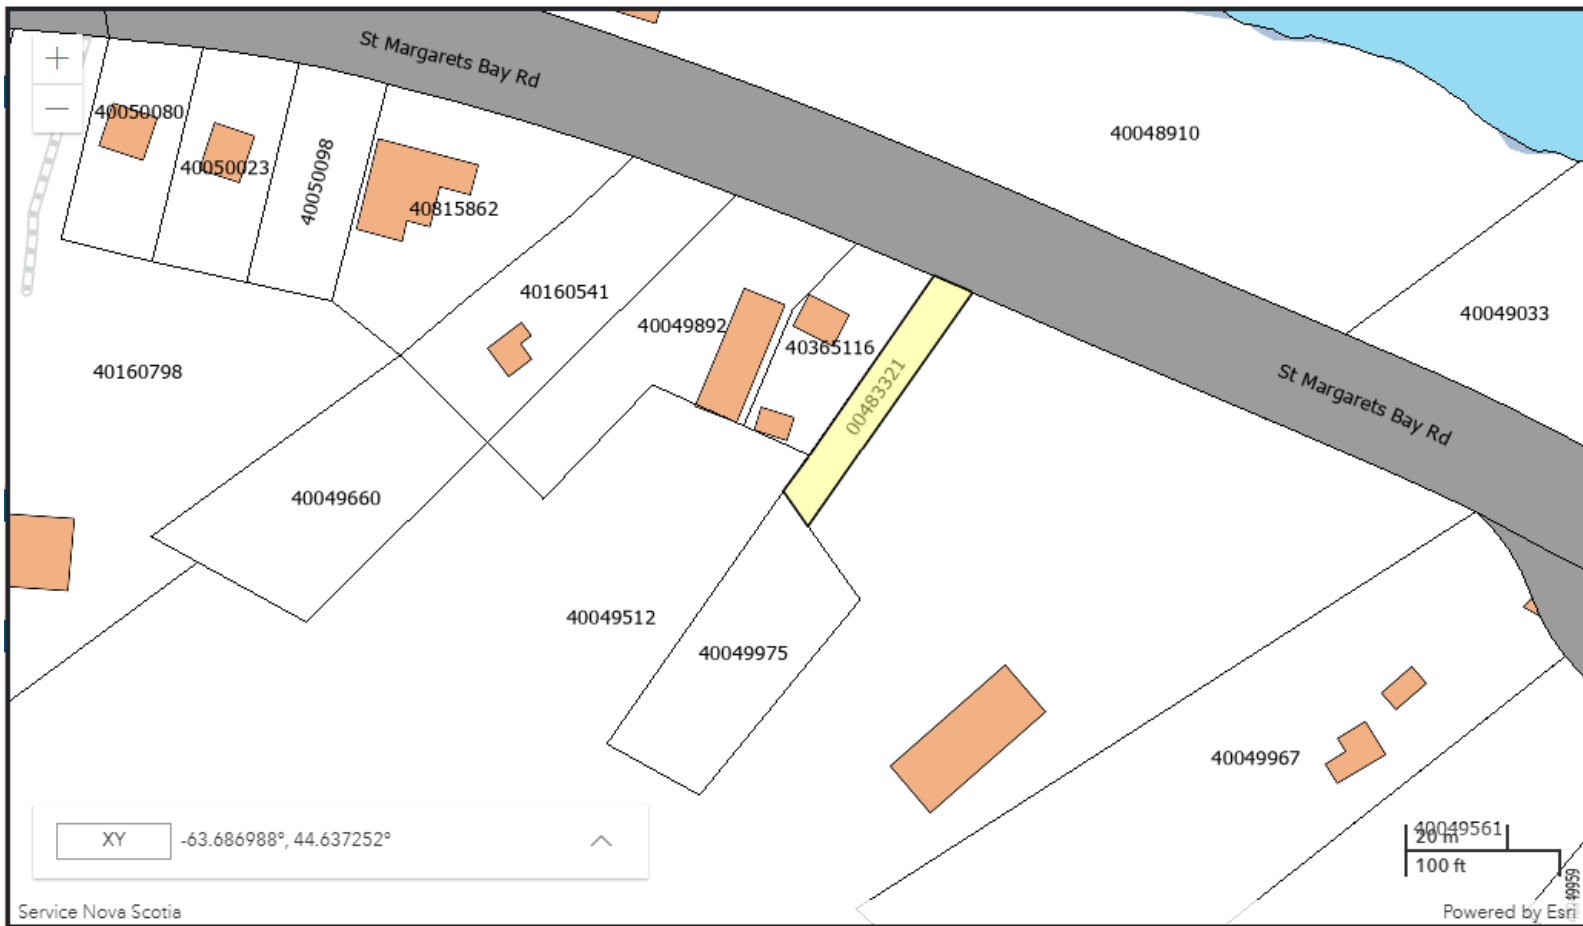 St Margarets Bay Rd
+
−
40050080
40050023
40050098
40815862
40048910
40160541
40049892
40365116
00483321
40049033
40160798
St Margarets Bay Rd
40049660
40049512
40049975
40049967
40049561
20 m
100 ft
XY -63.686988°, 44.637252°
Service Nova Scotia
Powered by Esri